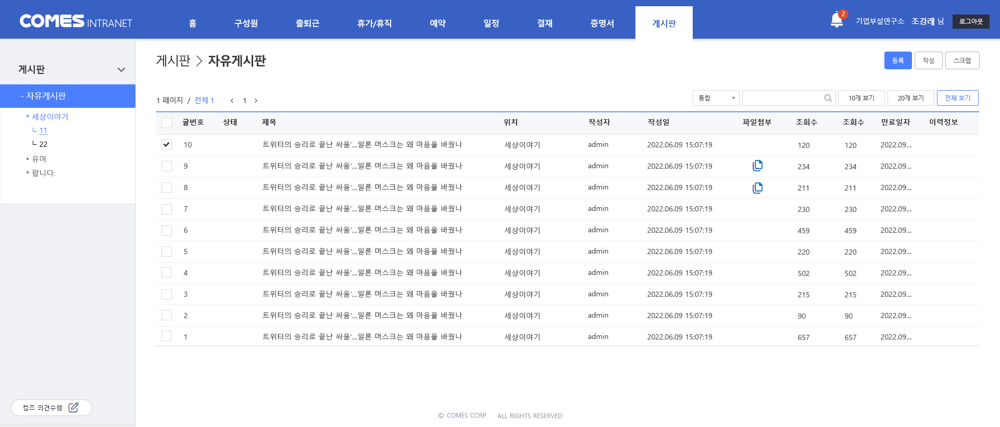 COMES INTRANET 홈 구성원 출퇴근 휴가/휴직 예약 일정 결재 증명서 게시판 2 기업부설연구소 조강래 님 로그아웃
게시판
- 자유게시판
• 세상이야기
ㄴ 11
ㄴ 22
• 유머
• 팝니다.
컴즈 의견수렴
게시판 > 자유게시판 등록 작성 스크랩
1 페이지 / 전체 1 < 1 > 통합 10개 보기 20개 보기 전체 보기
글번호 상태 제목 위치 작성자 작성일 파일첨부 조회수 조회수 만료일자 이력정보
10 트위터의 승리로 끝난 싸움'...일론 머스크는 왜 마음을 바꿨나 세상이야기 admin 2022.06.09 15:07:19 120 120 2022.09...
9 트위터의 승리로 끝난 싸움'...일론 머스크는 왜 마음을 바꿨나 세상이야기 admin 2022.06.09 15:07:19 234 234 2022.09...
8 트위터의 승리로 끝난 싸움'...일론 머스크는 왜 마음을 바꿨나 세상이야기 admin 2022.06.09 15:07:19 211 211 2022.09...
7 트위터의 승리로 끝난 싸움'...일론 머스크는 왜 마음을 바꿨나 세상이야기 admin 2022.06.09 15:07:19 230 230 2022.09...
6 트위터의 승리로 끝난 싸움'...일론 머스크는 왜 마음을 바꿨나 세상이야기 admin 2022.06.09 15:07:19 459 459 2022.09...
5 트위터의 승리로 끝난 싸움'...일론 머스크는 왜 마음을 바꿨나 세상이야기 admin 2022.06.09 15:07:19 220 220 2022.09...
4 트위터의 승리로 끝난 싸움'...일론 머스크는 왜 마음을 바꿨나 세상이야기 admin 2022.06.09 15:07:19 502 502 2022.09...
3 트위터의 승리로 끝난 싸움'...일론 머스크는 왜 마음을 바꿨나 세상이야기 admin 2022.06.09 15:07:19 215 215 2022.09...
2 트위터의 승리로 끝난 싸움'...일론 머스크는 왜 마음을 바꿨나 세상이야기 admin 2022.06.09 15:07:19 90 90 2022.09...
1 트위터의 승리로 끝난 싸움'...일론 머스크는 왜 마음을 바꿨나 세상이야기 admin 2022.06.09 15:07:19 657 657 2022.09...
© COMES CORP. ALL RIGHTS RESERVED